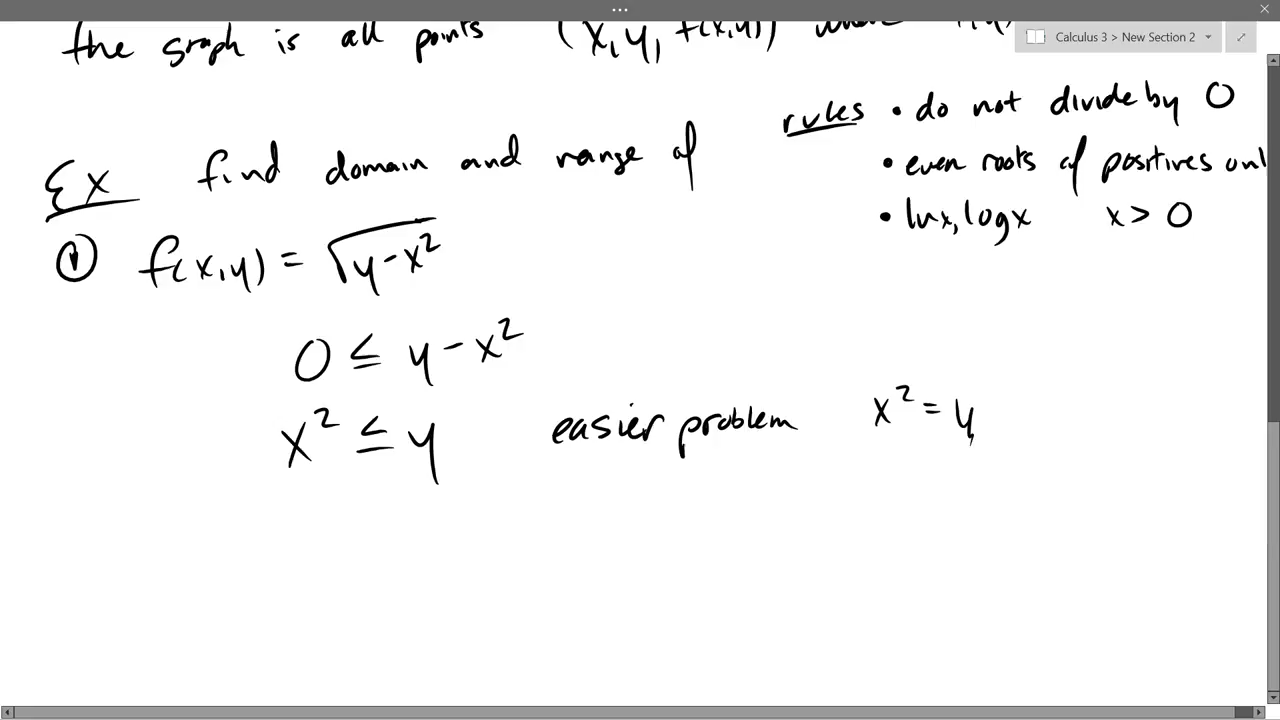 Calculus 3 > New Section 2
the graph is all points (x, y, f(x,y))
rules • do not divide by 0
Ex find domain and range of
• even roots of positives onl
• lnx, logx x > 0
① f(x,y) = √y-x²
0 ≤ y - x²
x² ≤ y easier problem x² = y